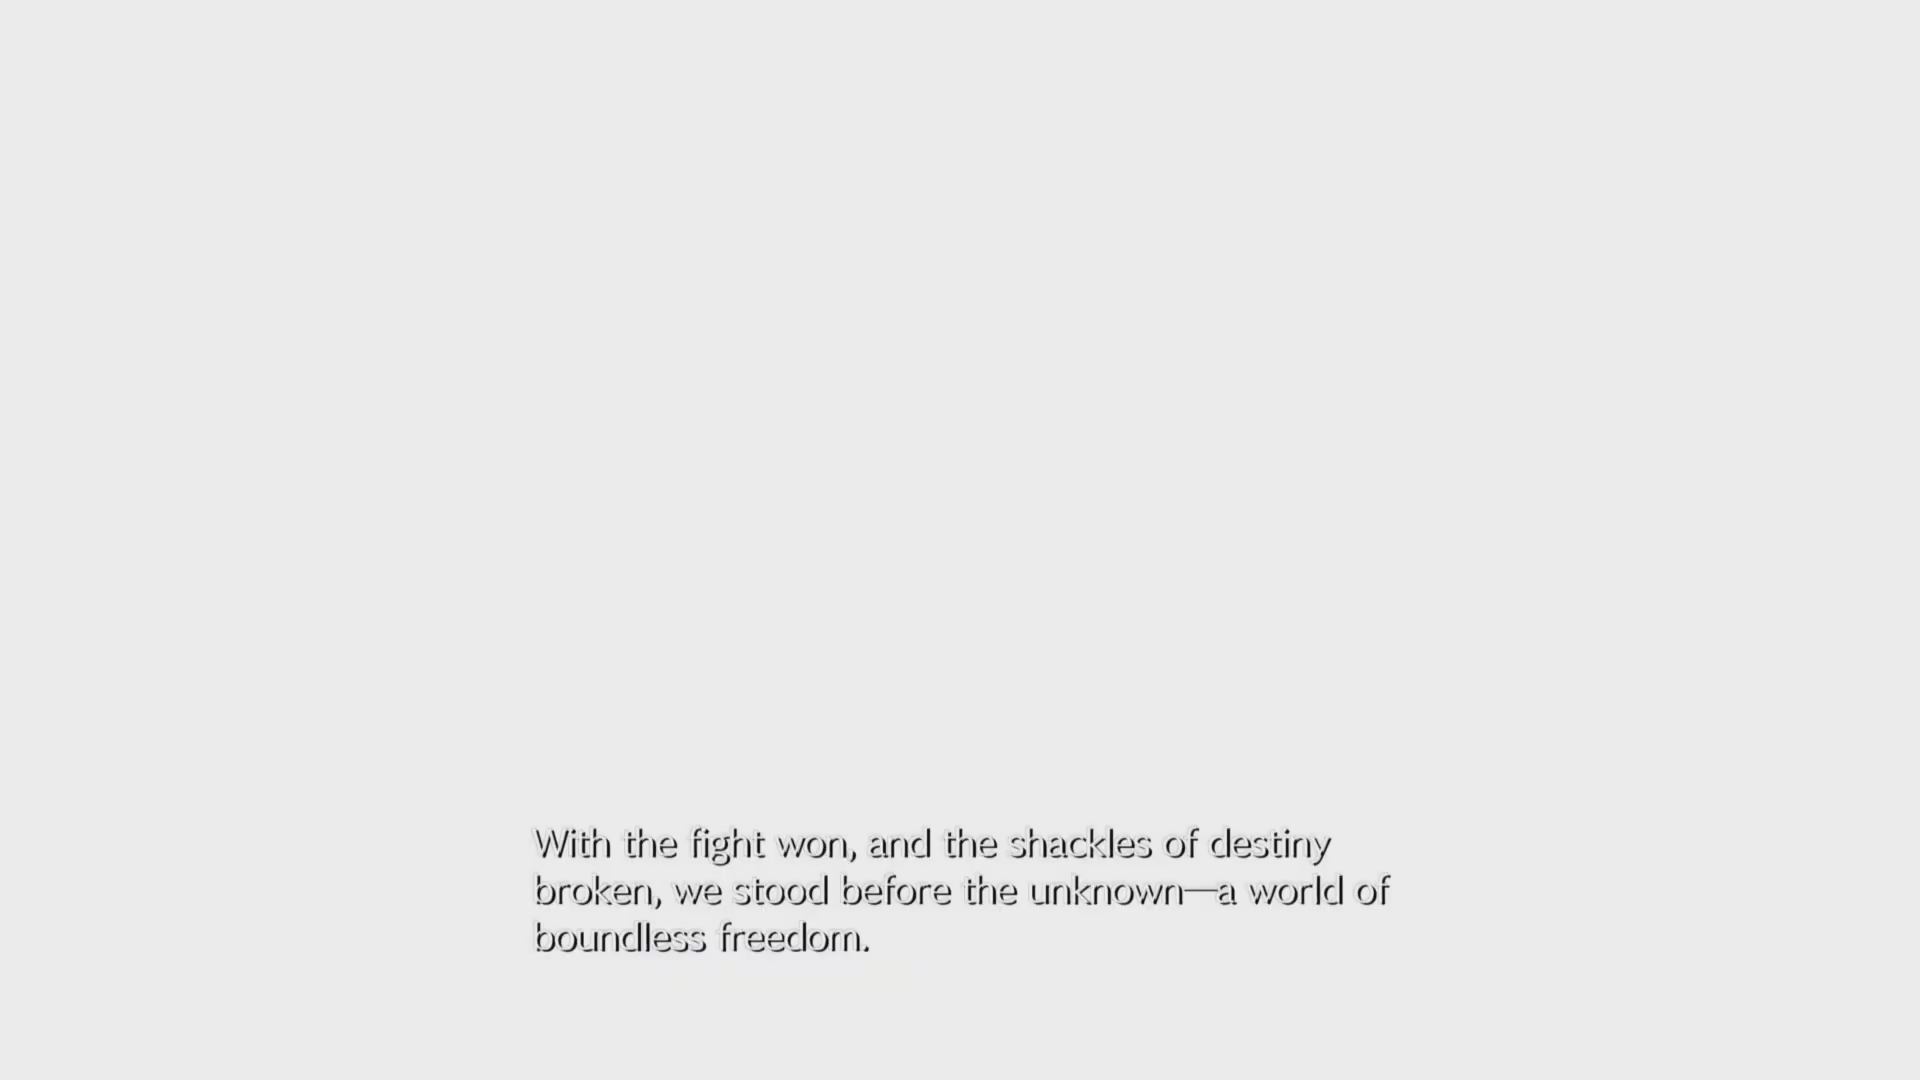 With the fight won, and the shackles of destiny
broken, we stood before the unknown—a world of
boundless freedom.